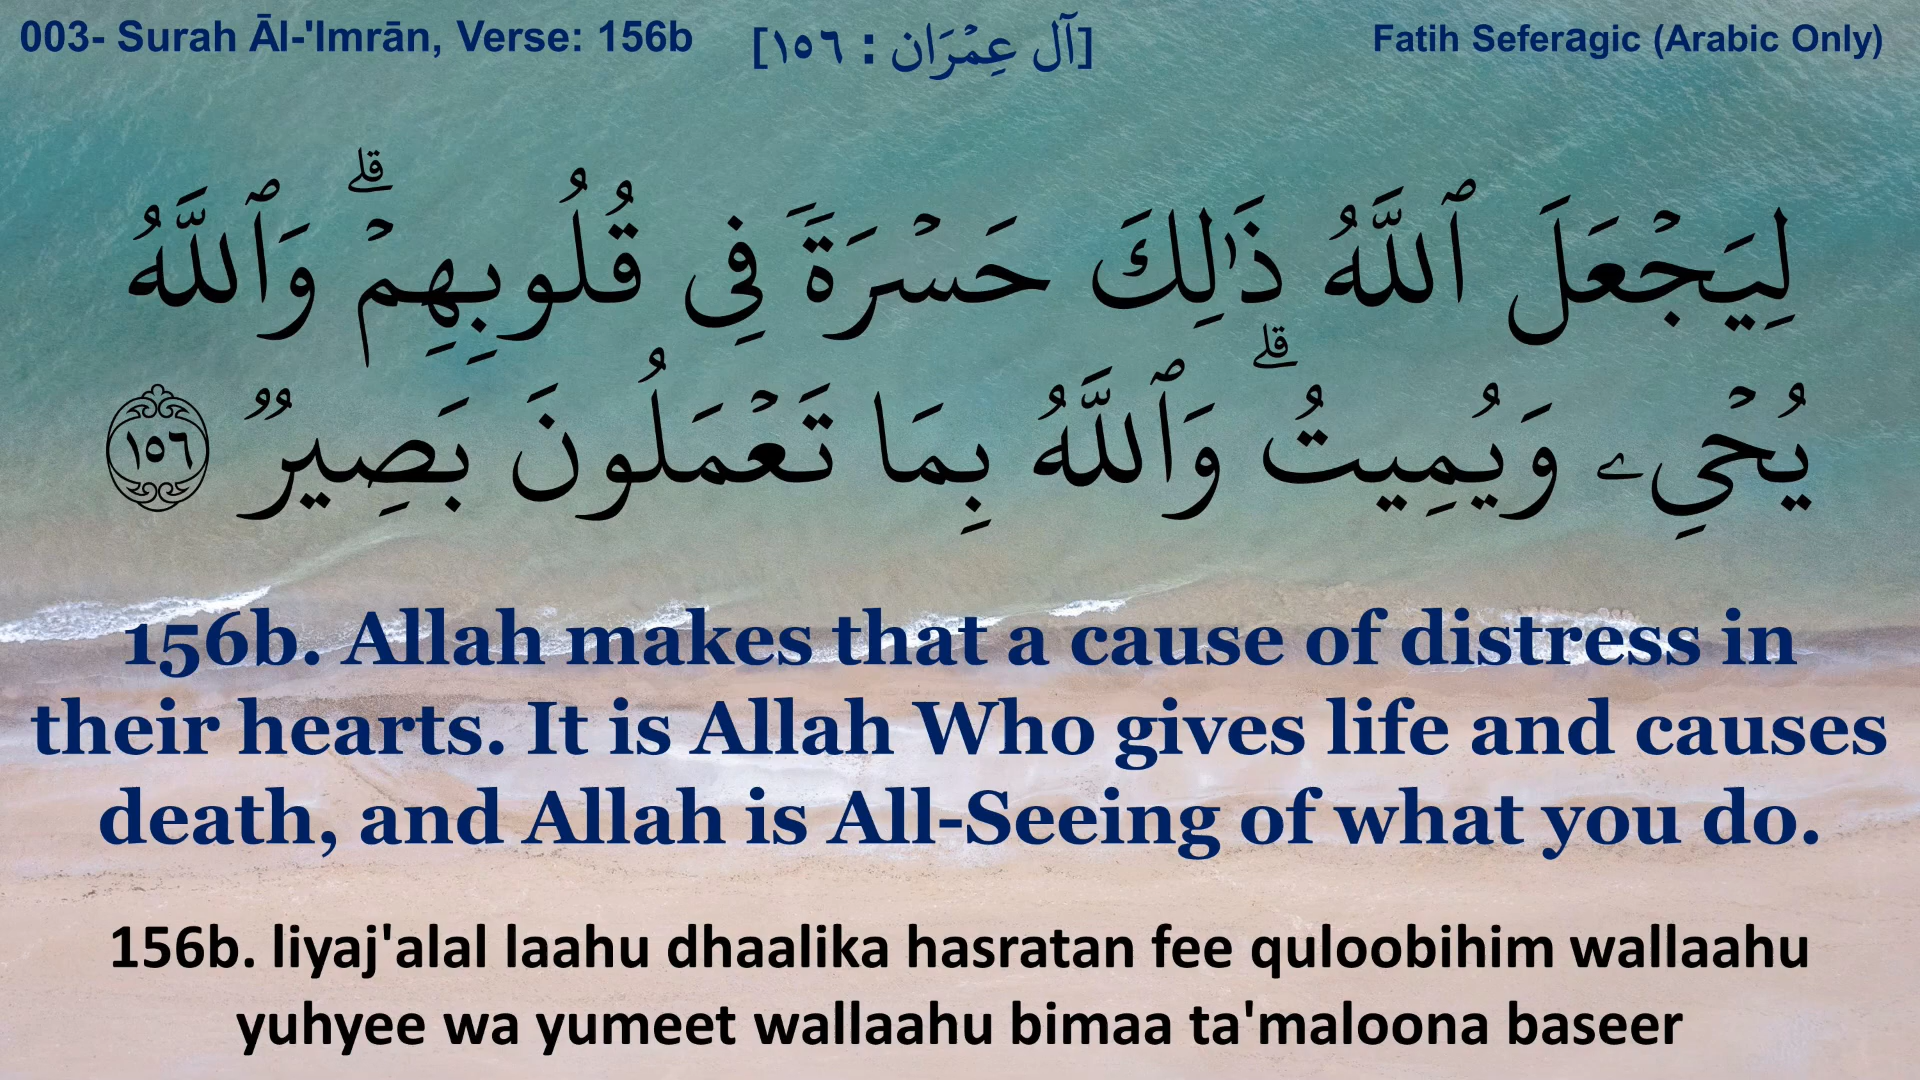 003- Surah Āl-'Imrān, Verse: 156b [آل عِمْرَان : ١٥٦] Fatih Seferagic (Arabic Only)
لِيَجْعَلَ ٱللَّهُ ذَٰلِكَ حَسْرَةً فِى قُلُوبِهِمْ ۗ وَٱللَّهُ
يُحْىِۦ وَيُمِيتُ ۗ وَٱللَّهُ بِمَا تَعْمَلُونَ بَصِيرٌ ١٥٦
156b. Allah makes that a cause of distress in
their hearts. It is Allah Who gives life and causes
death, and Allah is All-Seeing of what you do.
156b. liyaj'alal laahu dhaalika hasratan fee quloobihim wallaahu
yuhyee wa yumeet wallaahu bimaa ta'maloona baseer